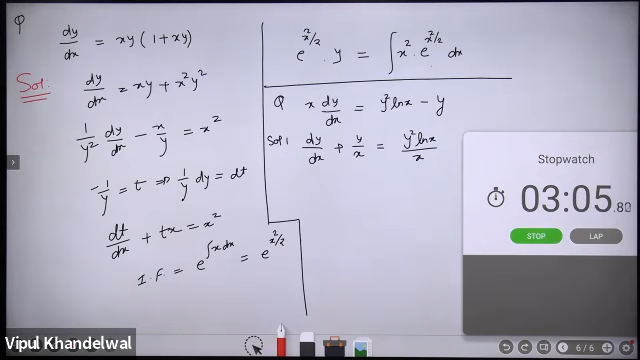 Q dy/dx = xy (1+xy)
Sol. dy/dx = xy + x²y²
1/y² dy/dx - x/y = x²
-1/y = t ⇒ 1/y dy = dt
dt/dx + tx = x²
I.F. = e^∫x dx = e^x²/2
e^x²/2 . y = ∫ x² . e^x²/2 dx
Q x dy/dx = y² ln x - y
Sol: dy/dx + y/x = y² ln x / x
Stopwatch
03:05.82
STOP LAP
Vipul Khandelwal
6 / 6